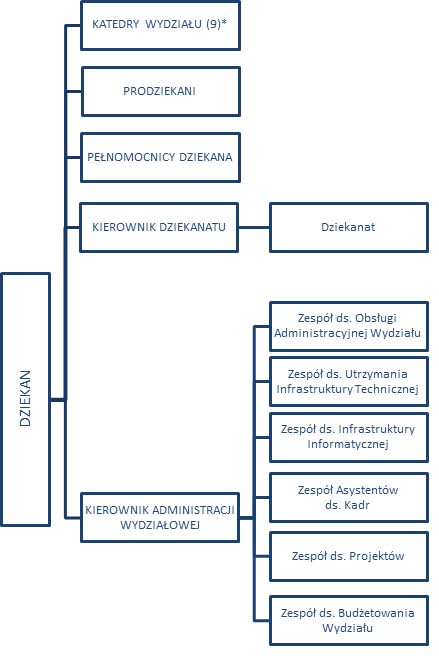 KATEDRY WYDZIAŁU (9)*
PRODZIEKANI
PEŁNOMOCNICY DZIEKANA
KIEROWNIK DZIEKANATU
Dziekanat
DZIEKAN
Zespół ds. Obsługi
Administracyjnej Wydziału
Zespół ds. Utrzymania
Infrastruktury Technicznej
Zespół ds. Infrastruktury
Informatycznej
KIEROWNIK ADMINISTRACJI
WYDZIAŁOWEJ
Zespół Asystentów
ds. Kadr
Zespół ds. Projektów
Zespół ds. Budżetowania
Wydziału